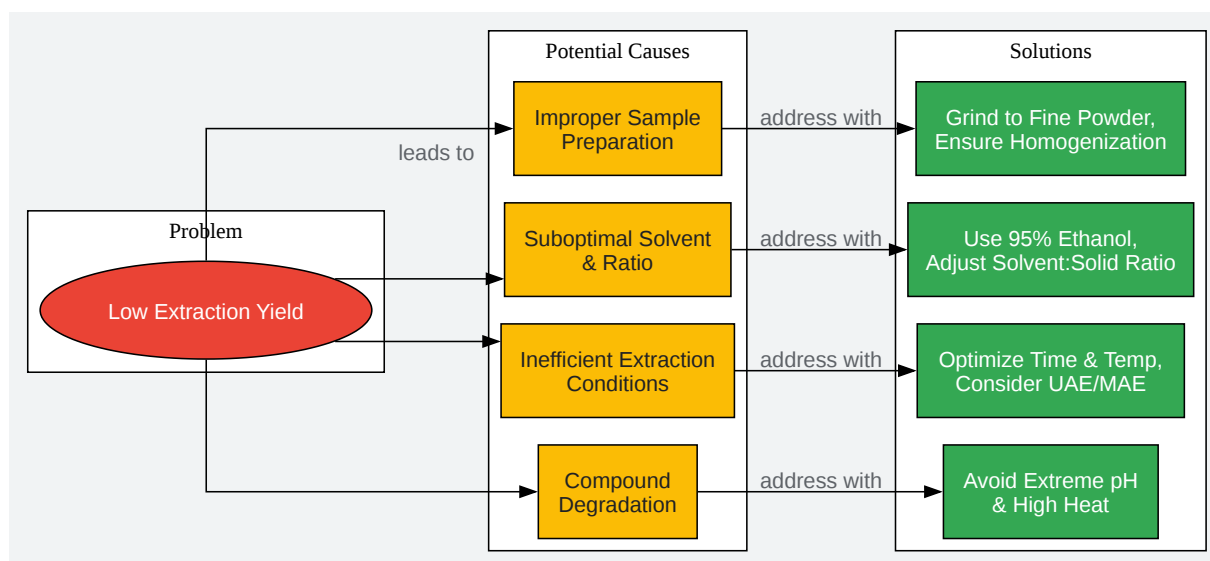 Potential Causes
Solutions
Improper Sample
Preparation
address with
Grind to Fine Powder,
Ensure Homogenization
leads to
Problem
Low Extraction Yield
Suboptimal Solvent
& Ratio
address with
Use 95% Ethanol,
Adjust Solvent:Solid Ratio
Inefficient Extraction
Conditions
address with
Optimize Time & Temp,
Consider UAE/MAE
Compound
Degradation
address with
Avoid Extreme pH
& High Heat